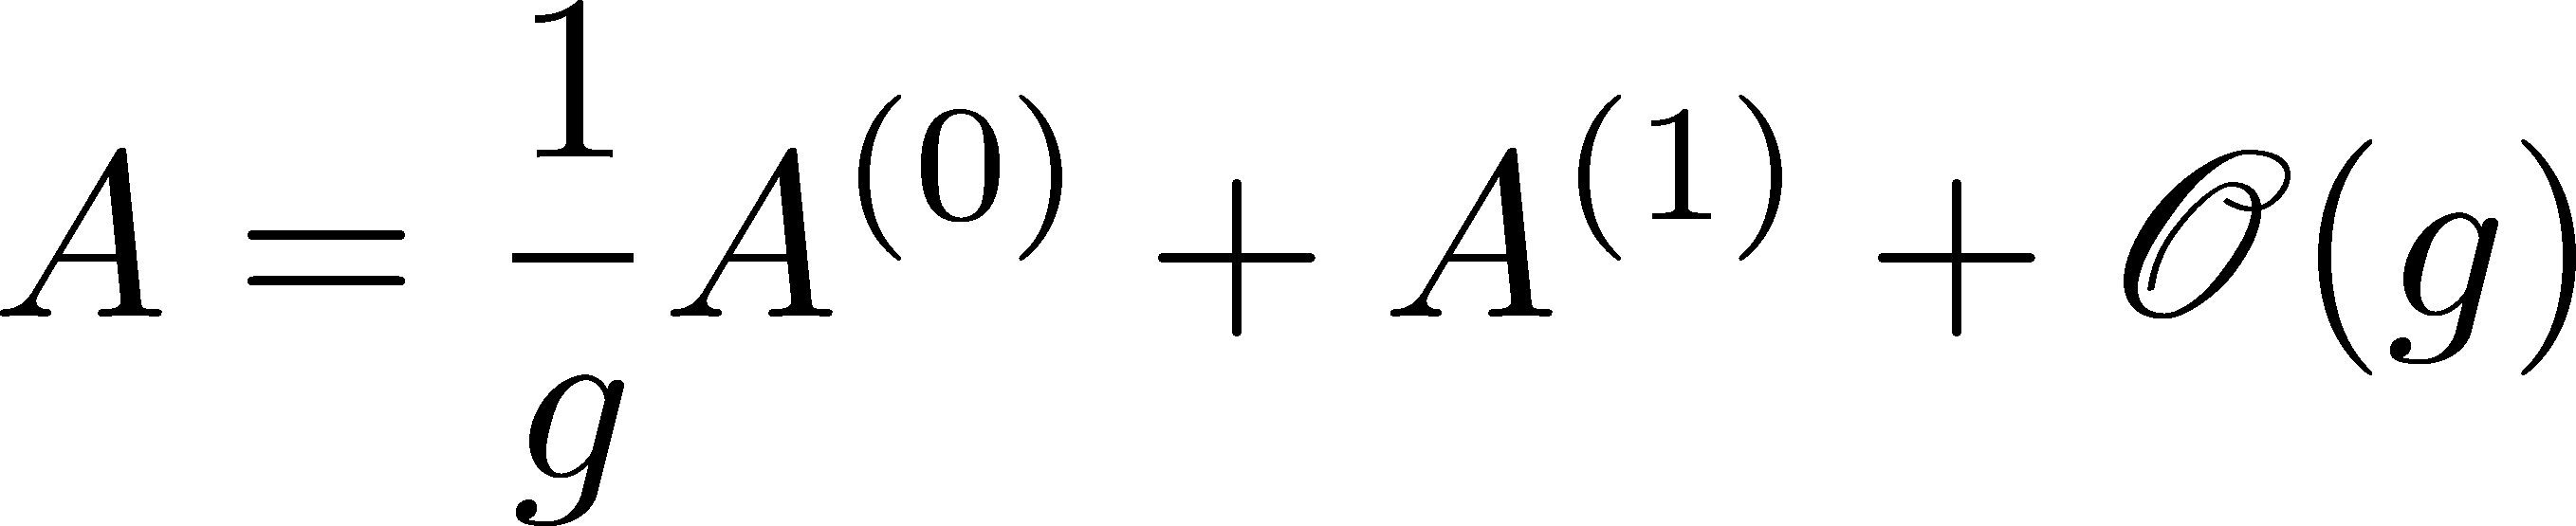 A = \frac{1}{g} A^{(0)} + A^{(1)} + \mathscr{O}(g)